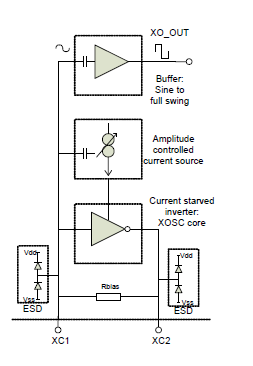 XO_OUT
Buffer:
Sine to
full swing
Amplitude
controlled
current source
Current starved
inverter:
XOSC core
Vdd
Vss
ESD
Rbias
Vdd
Vss
ESD
XC1
XC2